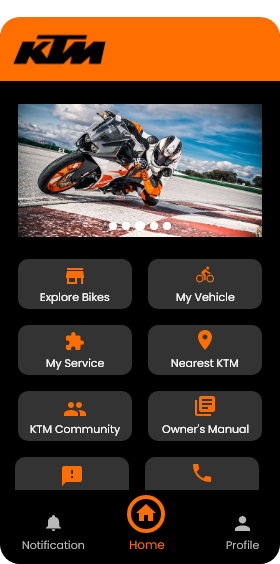 KTM
Explore Bikes
My Vehicle
My Service
Nearest KTM
KTM Community
Owner's Manual
Notification
Home
Profile